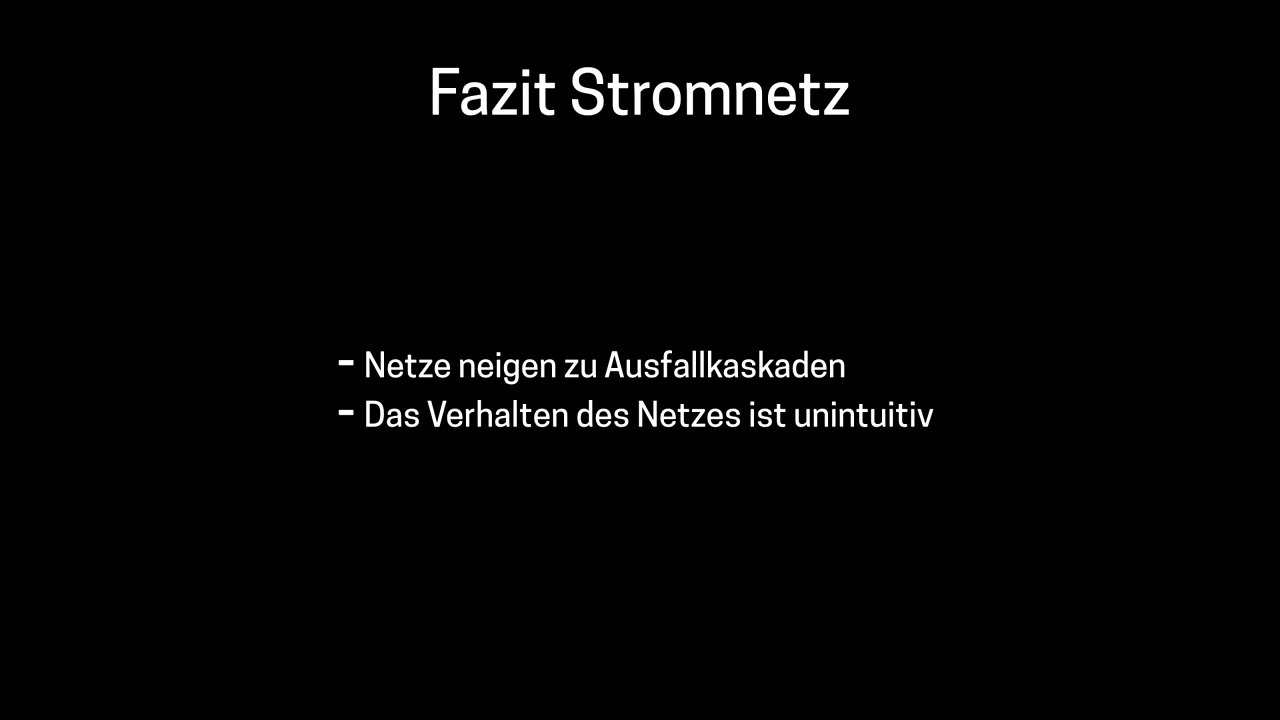 Fazit Stromnetz
- Netze neigen zu Ausfallkaskaden
- Das Verhalten des Netzes ist unintuitiv